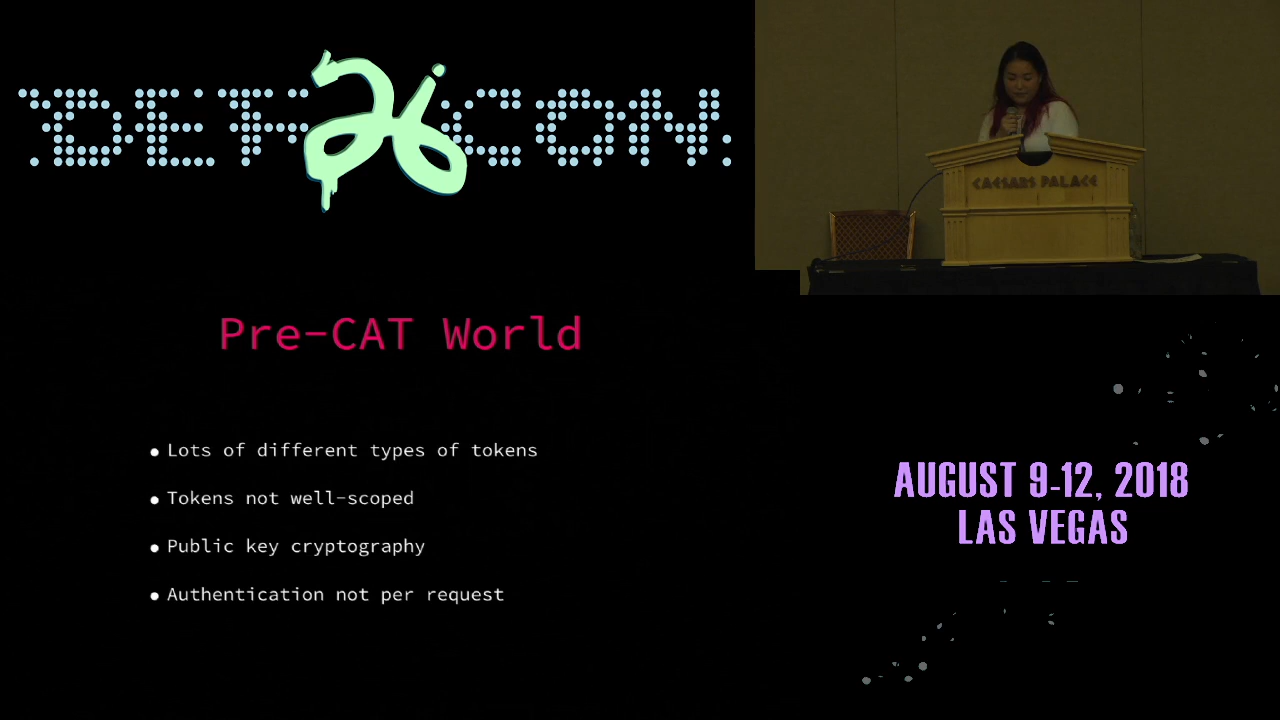 DEF 26 CON
CAESARS PALACE
Pre-CAT World
Lots of different types of tokens
Tokens not well-scoped
Public key cryptography
Authentication not per request
AUGUST 9-12, 2018
LAS VEGAS